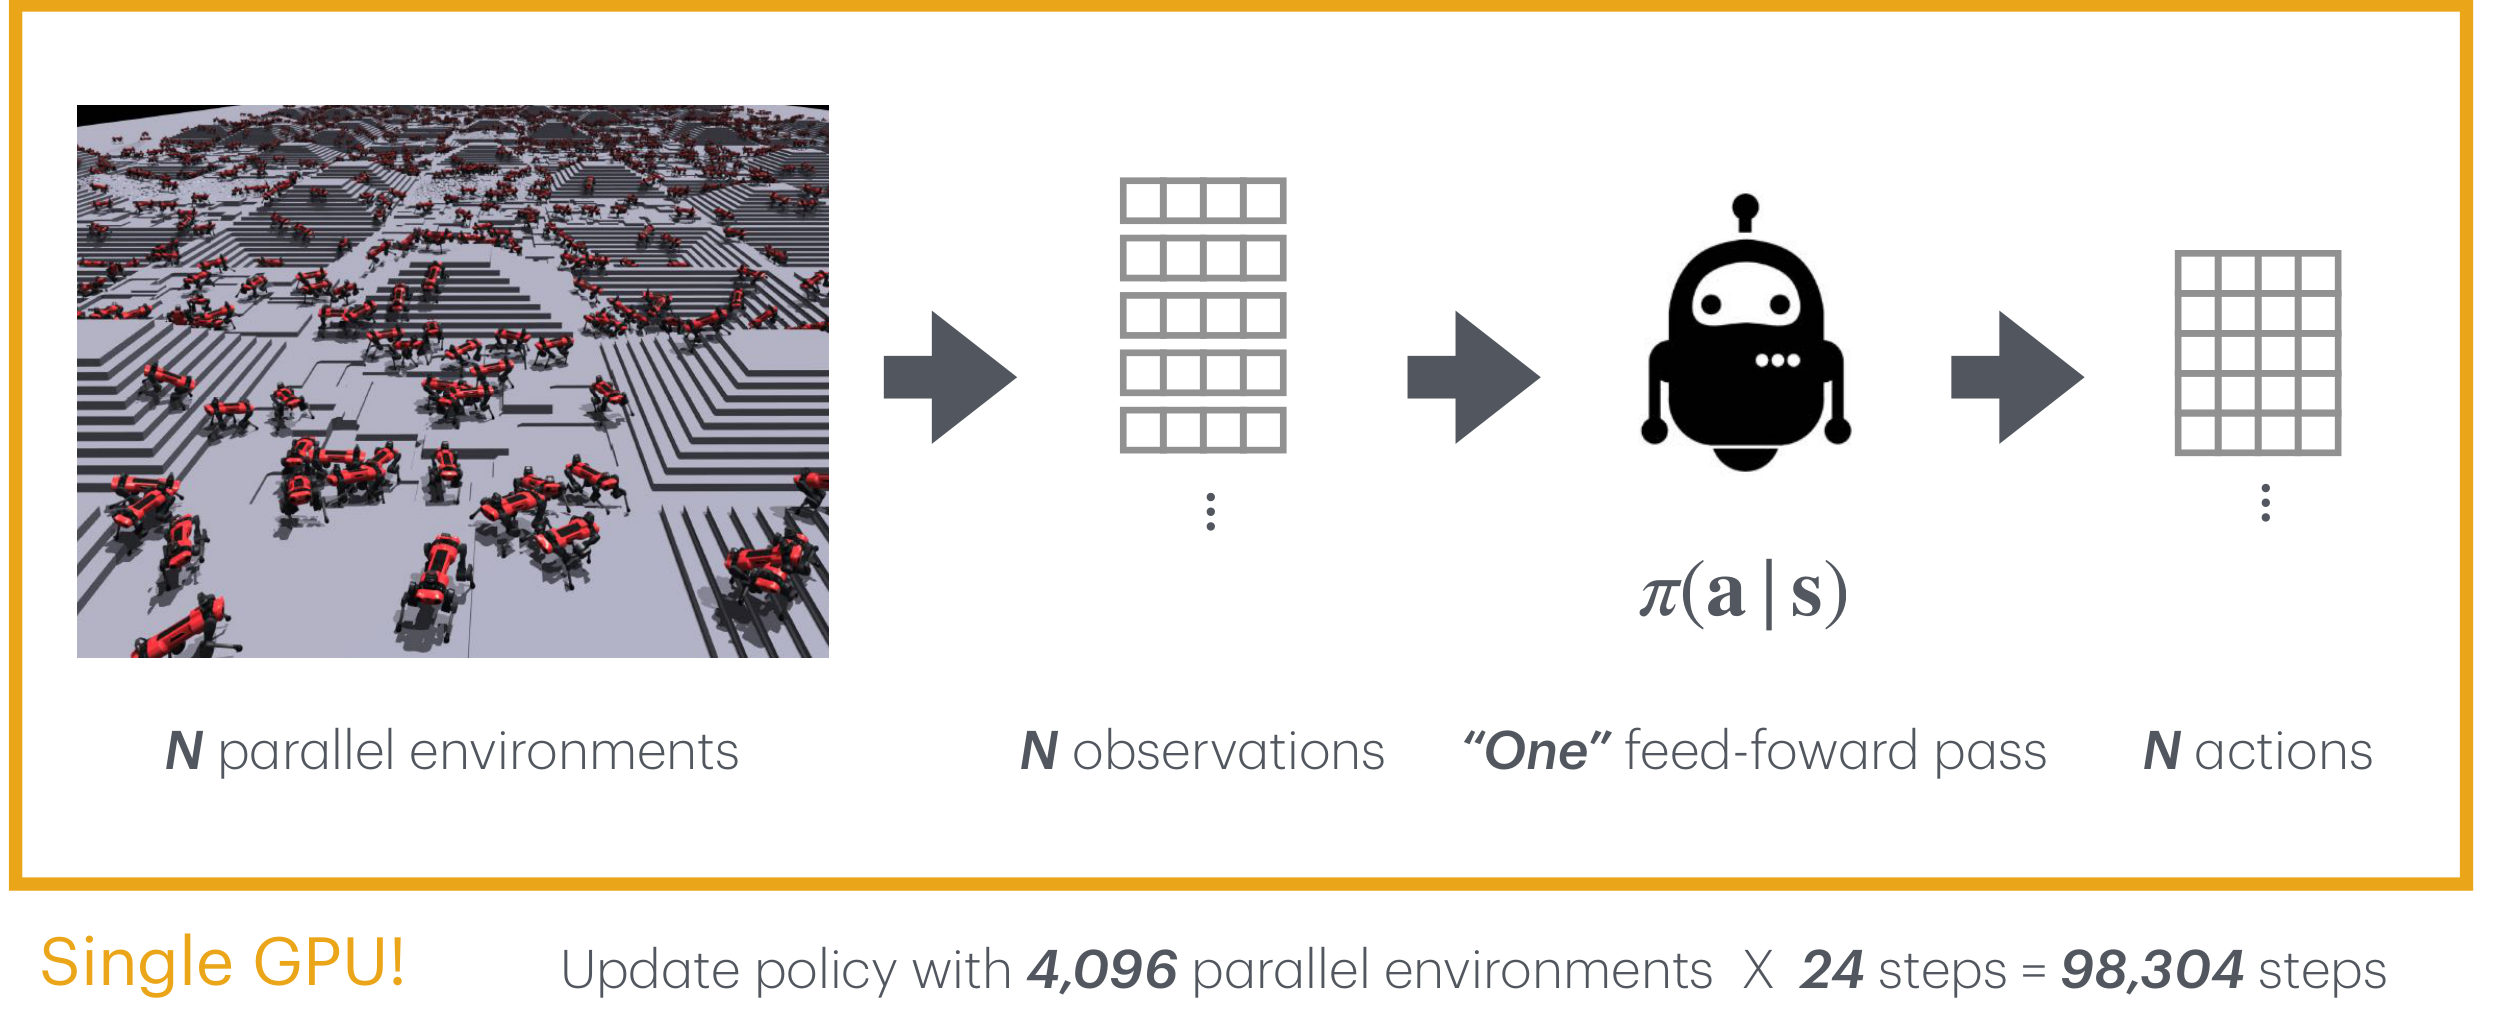 π(a | s)
N parallel environments
N observations
“One” feed-foward pass
N actions
Single GPU!
Update policy with 4,096 parallel environments X 24 steps = 98,304 steps